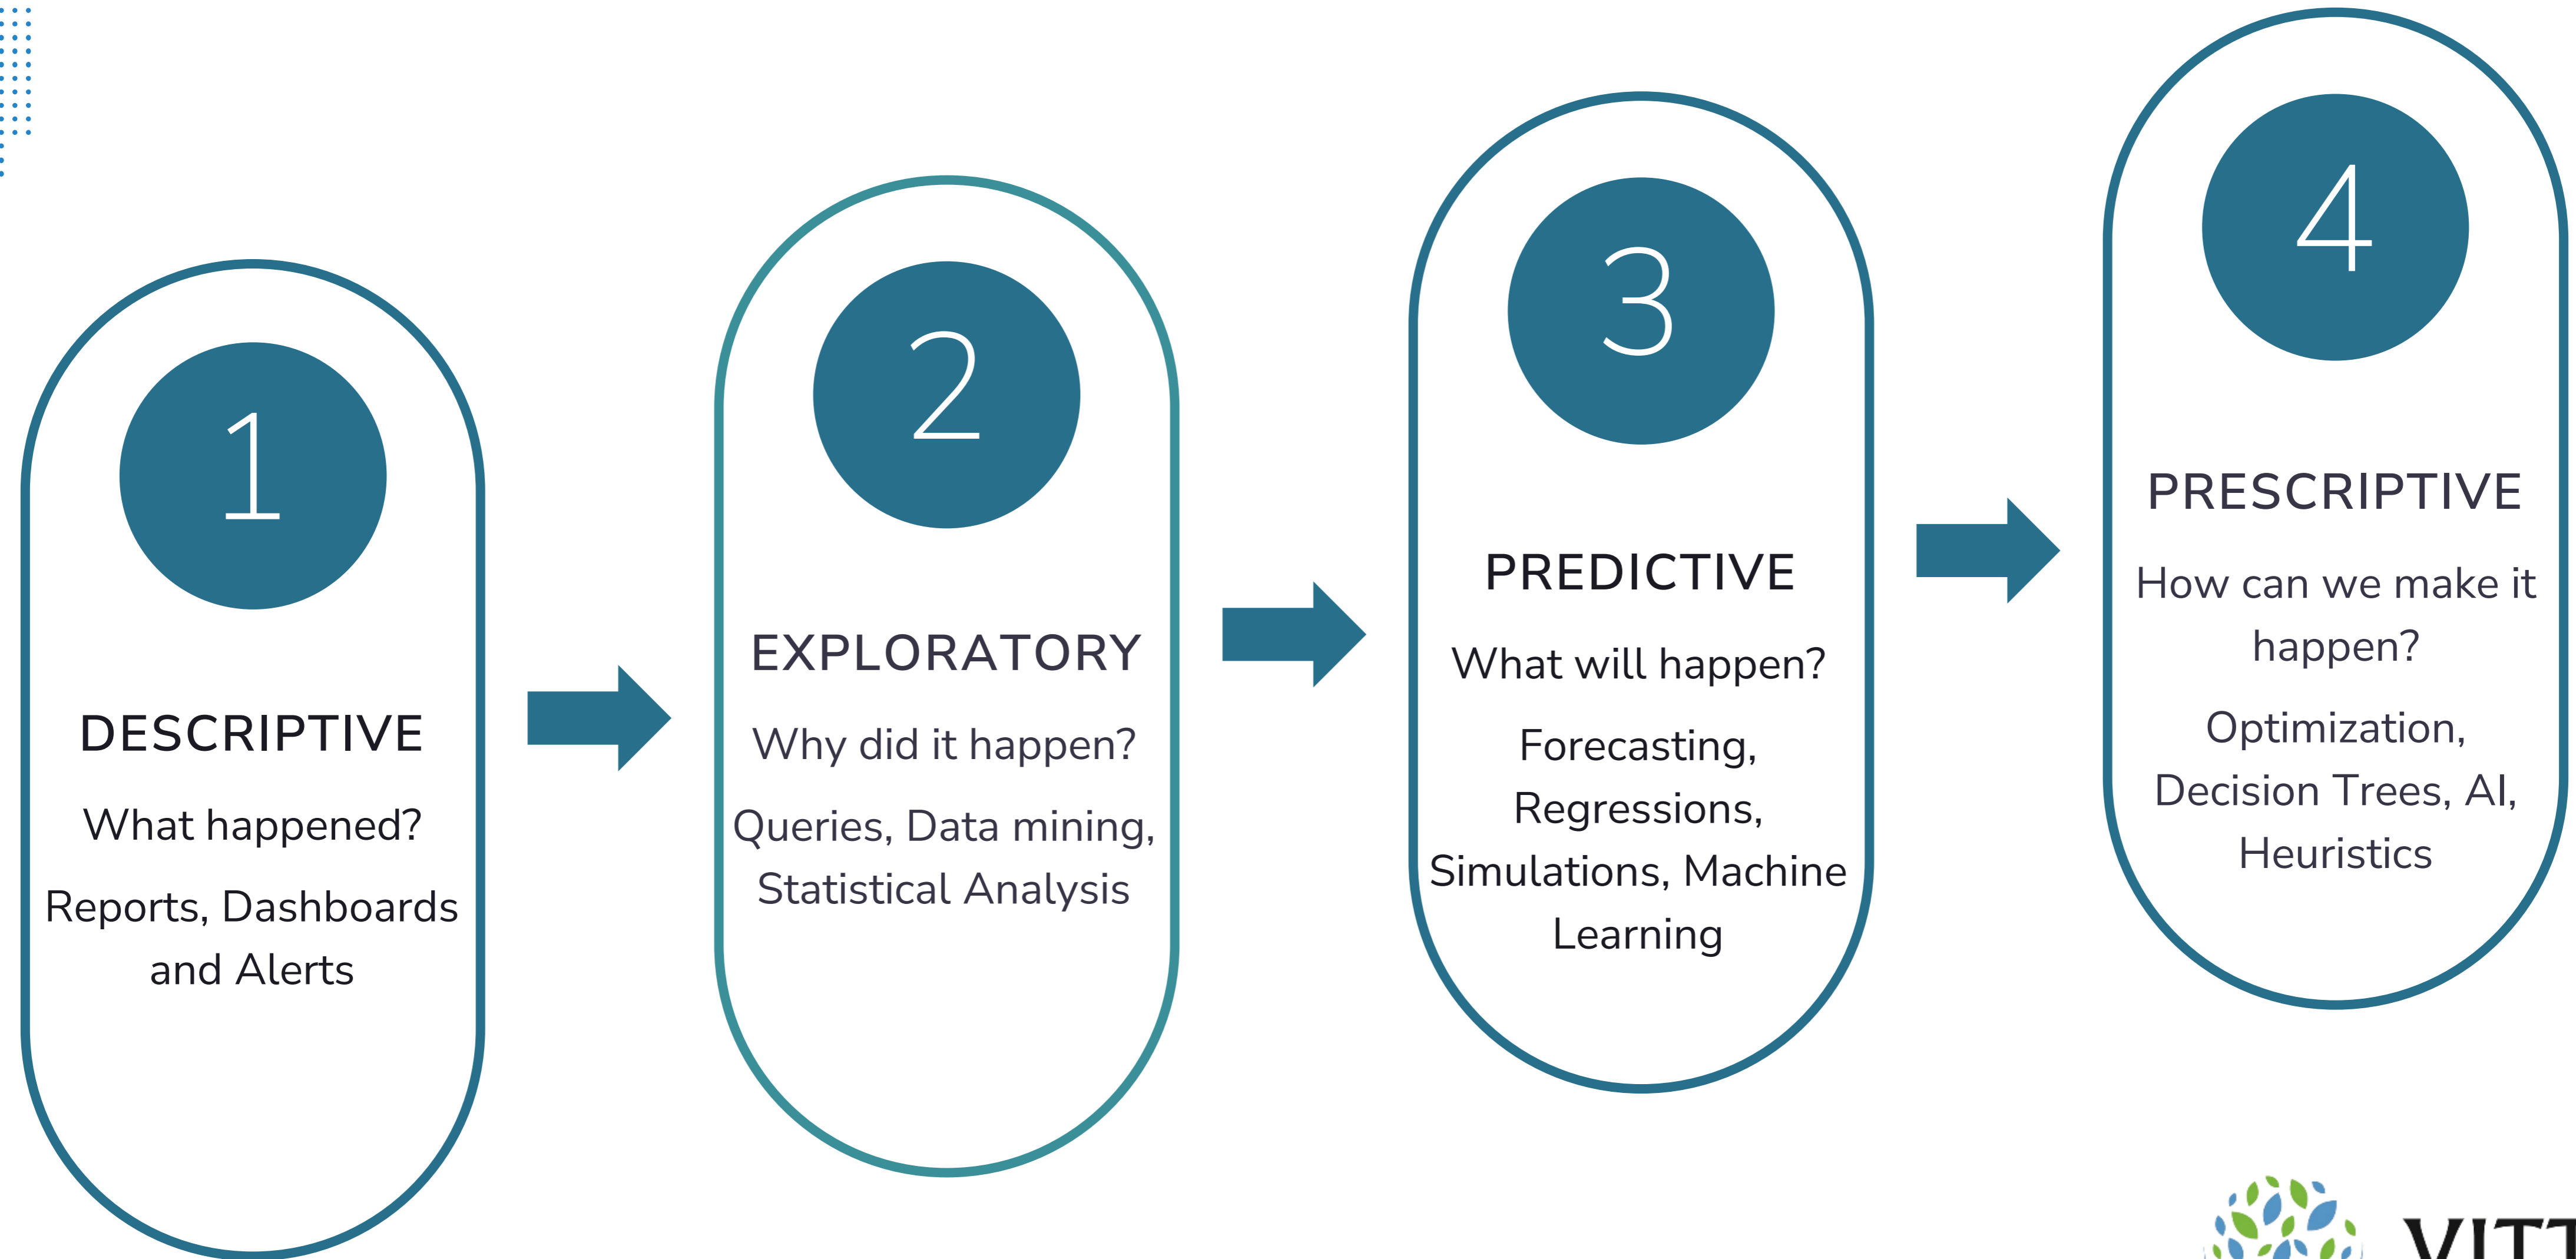 1
DESCRIPTIVE
What happened?
Reports, Dashboards
and Alerts
2
EXPLORATORY
Why did it happen?
Queries, Data mining,
Statistical Analysis
3
PREDICTIVE
What will happen?
Forecasting,
Regressions,
Simulations, Machine
Learning
4
PRESCRIPTIVE
How can we make it
happen?
Optimization,
Decision Trees, AI,
Heuristics